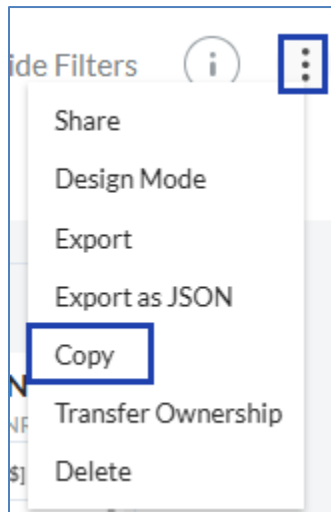 ide Filters i
Share
Design Mode
Export
Export as JSON
Copy
N
Transfer Ownership
$]
Delete